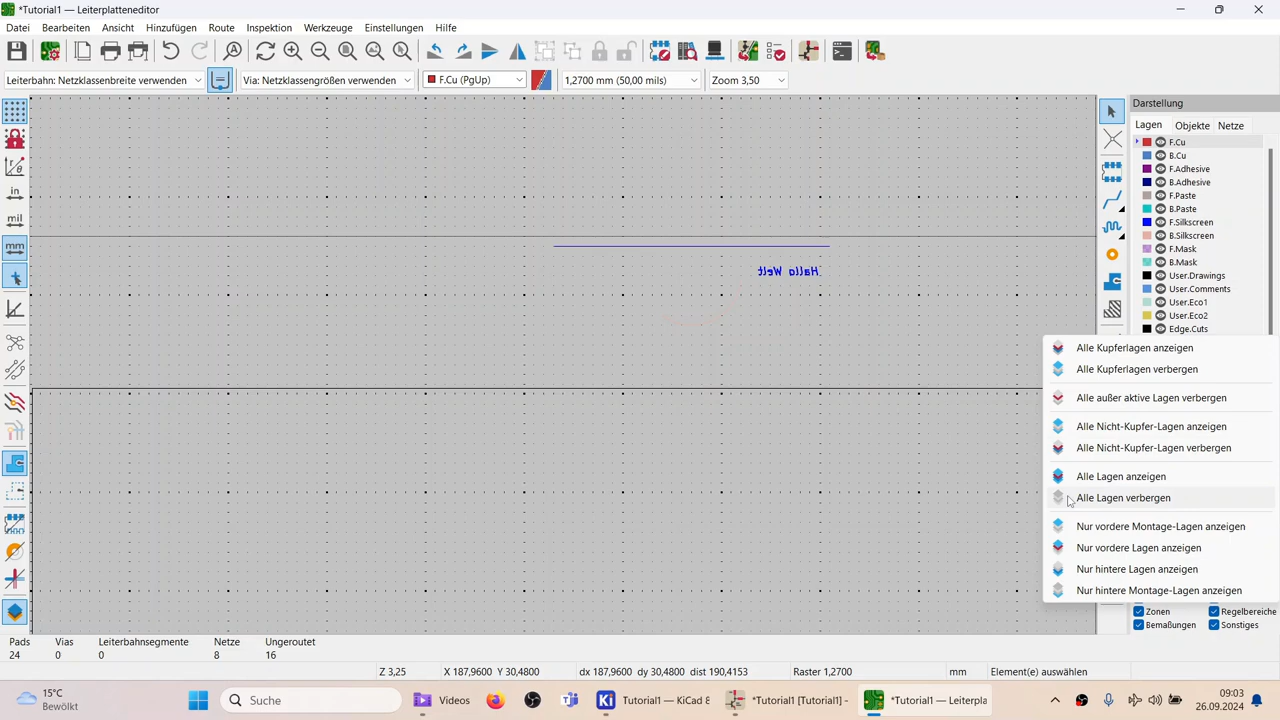 *Tutorial1 — Leiterplatteneditor
Datei Bearbeiten Ansicht Hinzufügen Route Inspektion Werkzeuge Einstellungen Hilfe
Leiterbahn: Netzklassenbreite verwenden Via: Netzklassengrößen verwenden F.Cu (PgUp) 1,2700 mm (50,00 mils) Zoom 3,50
Darstellung
Lagen Objekte Netze
F.Cu
B.Cu
F.Adhesive
B.Adhesive
F.Paste
B.Paste
F.Silkscreen
B.Silkscreen
F.Mask
B.Mask
User.Drawings
User.Comments
User.Eco1
User.Eco2
Edge.Cuts
in
mil
mm
Hallo Welt
Alle Kupferlagen anzeigen
Alle Kupferlagen verbergen
Alle außer aktive Lagen verbergen
Alle Nicht-Kupfer-Lagen anzeigen
Alle Nicht-Kupfer-Lagen verbergen
Alle Lagen anzeigen
Alle Lagen verbergen
Nur vordere Montage-Lagen anzeigen
Nur vordere Lagen anzeigen
Nur hintere Lagen anzeigen
Nur hintere Montage-Lagen anzeigen
Zonen Regelbereiche
Bemaßungen Sonstiges
Pads Vias Leiterbahnsegmente Netze Ungeroutet
24 0 0 8 16
Z 3,25 X 187,9600 Y 30,4800 dx 187,9600 dy 30,4800 dist 190,4153 Raster 1,2700 mm Element(e) auswählen
15°C
Bewölkt
Suche
Videos
Tutorial1 — KiCad 8
*Tutorial1 [Tutorial1] -
*Tutorial1 — Leiterpla
09:03
26.09.2024